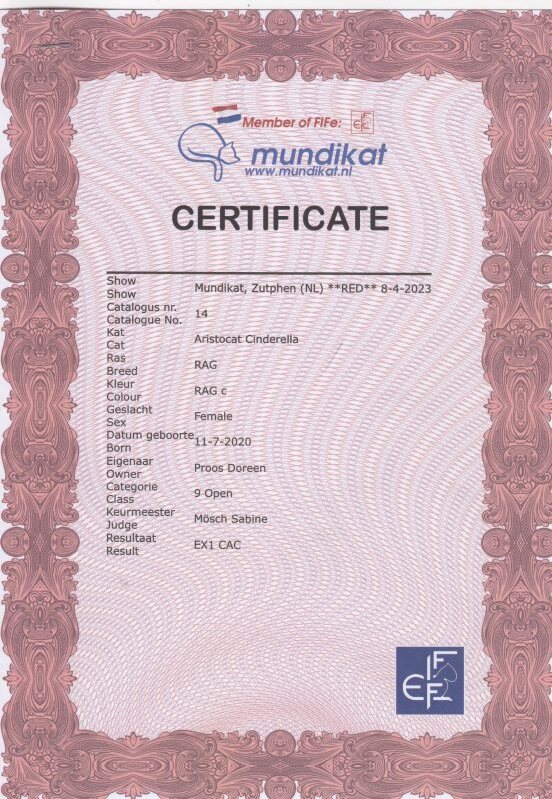 Member of FIFe:
mundikat
www.mundikat.nl
CERTIFICATE
Show
Show
Mundikat, Zutphen (NL) **RED** 8-4-2023
Catalogus nr.
Catalogue No.
14
Kat
Cat
Aristocat Cinderella
Ras
Breed
RAG
Kleur
Colour
RAG c
Geslacht
Sex
Female
Datum geboorte
Born
11-7-2020
Eigenaar
Owner
Proos Doreen
Categorie
Class
9 Open
Keurmeester
Judge
Mösch Sabine
Resultaat
Result
EX1 CAC
FIFe